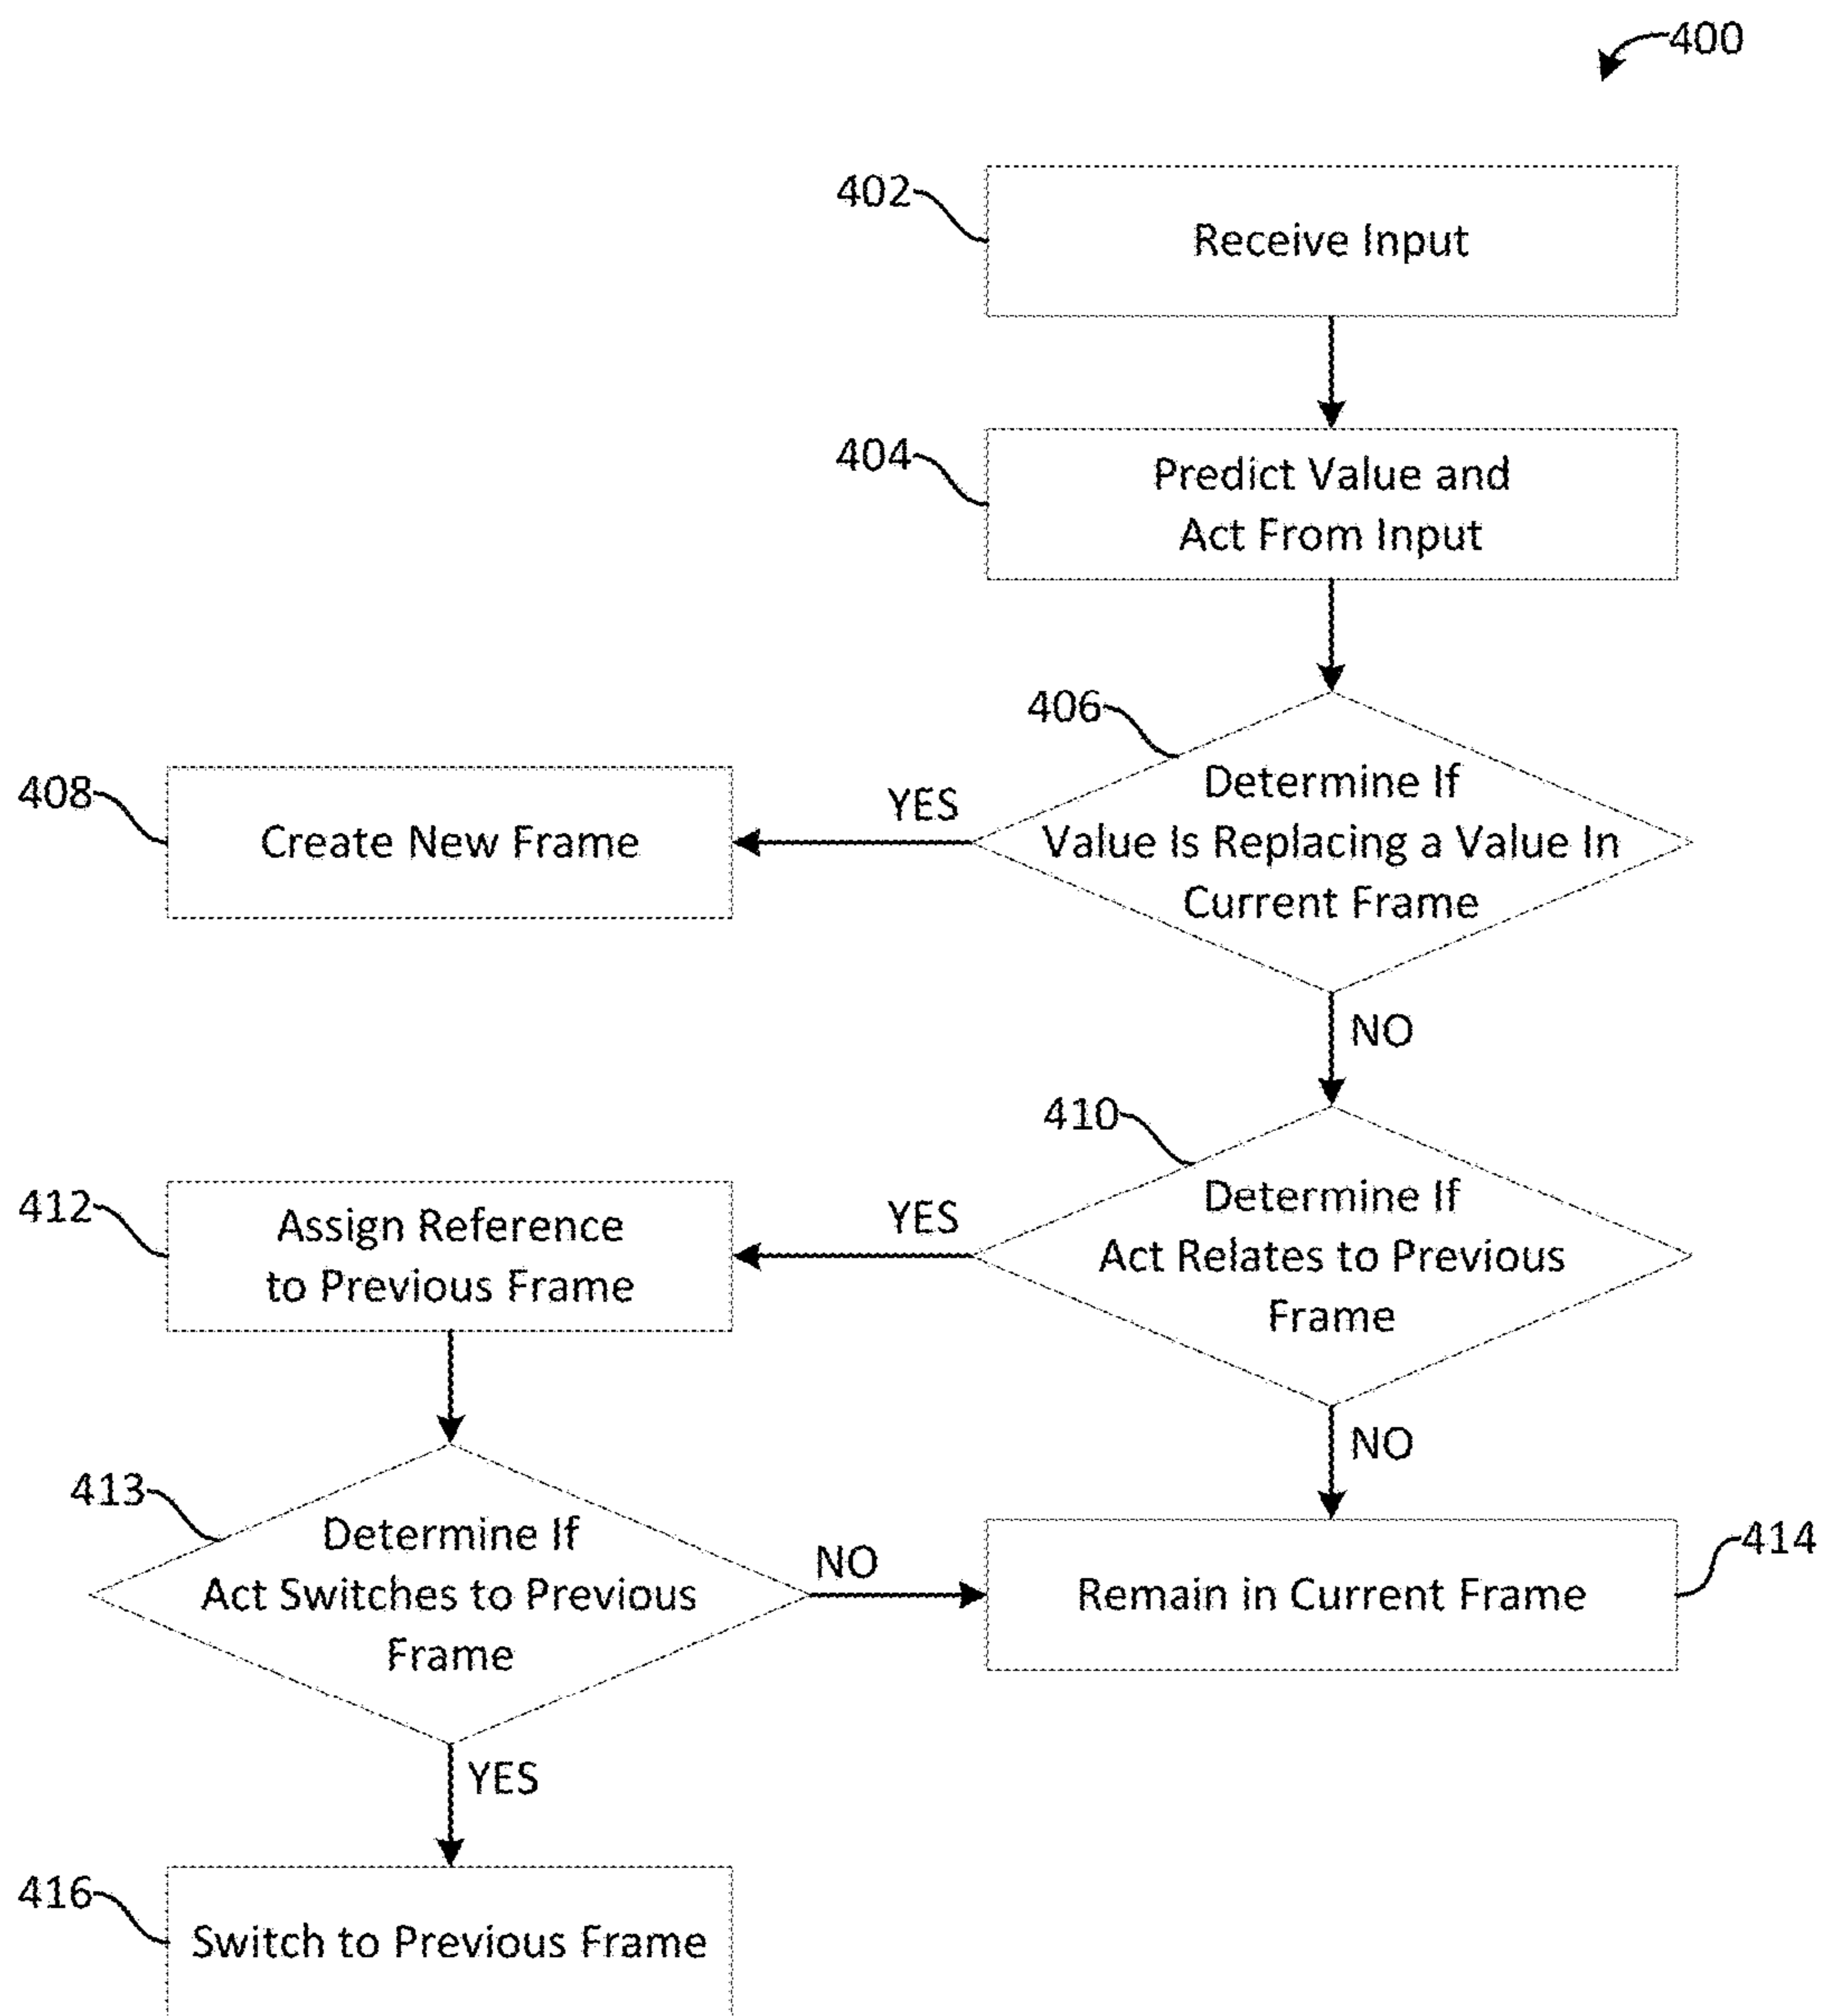 400
402
Receive Input
404
Predict Value and
Act From Input
406
Determine If
Value Is Replacing a Value In
Current Frame
YES
408
Create New Frame
NO
410
Determine If
Act Relates to Previous
Frame
YES
412
Assign Reference
to Previous Frame
NO
413
Determine If
Act Switches to Previous
Frame
NO
414
Remain in Current Frame
YES
416
Switch to Previous Frame